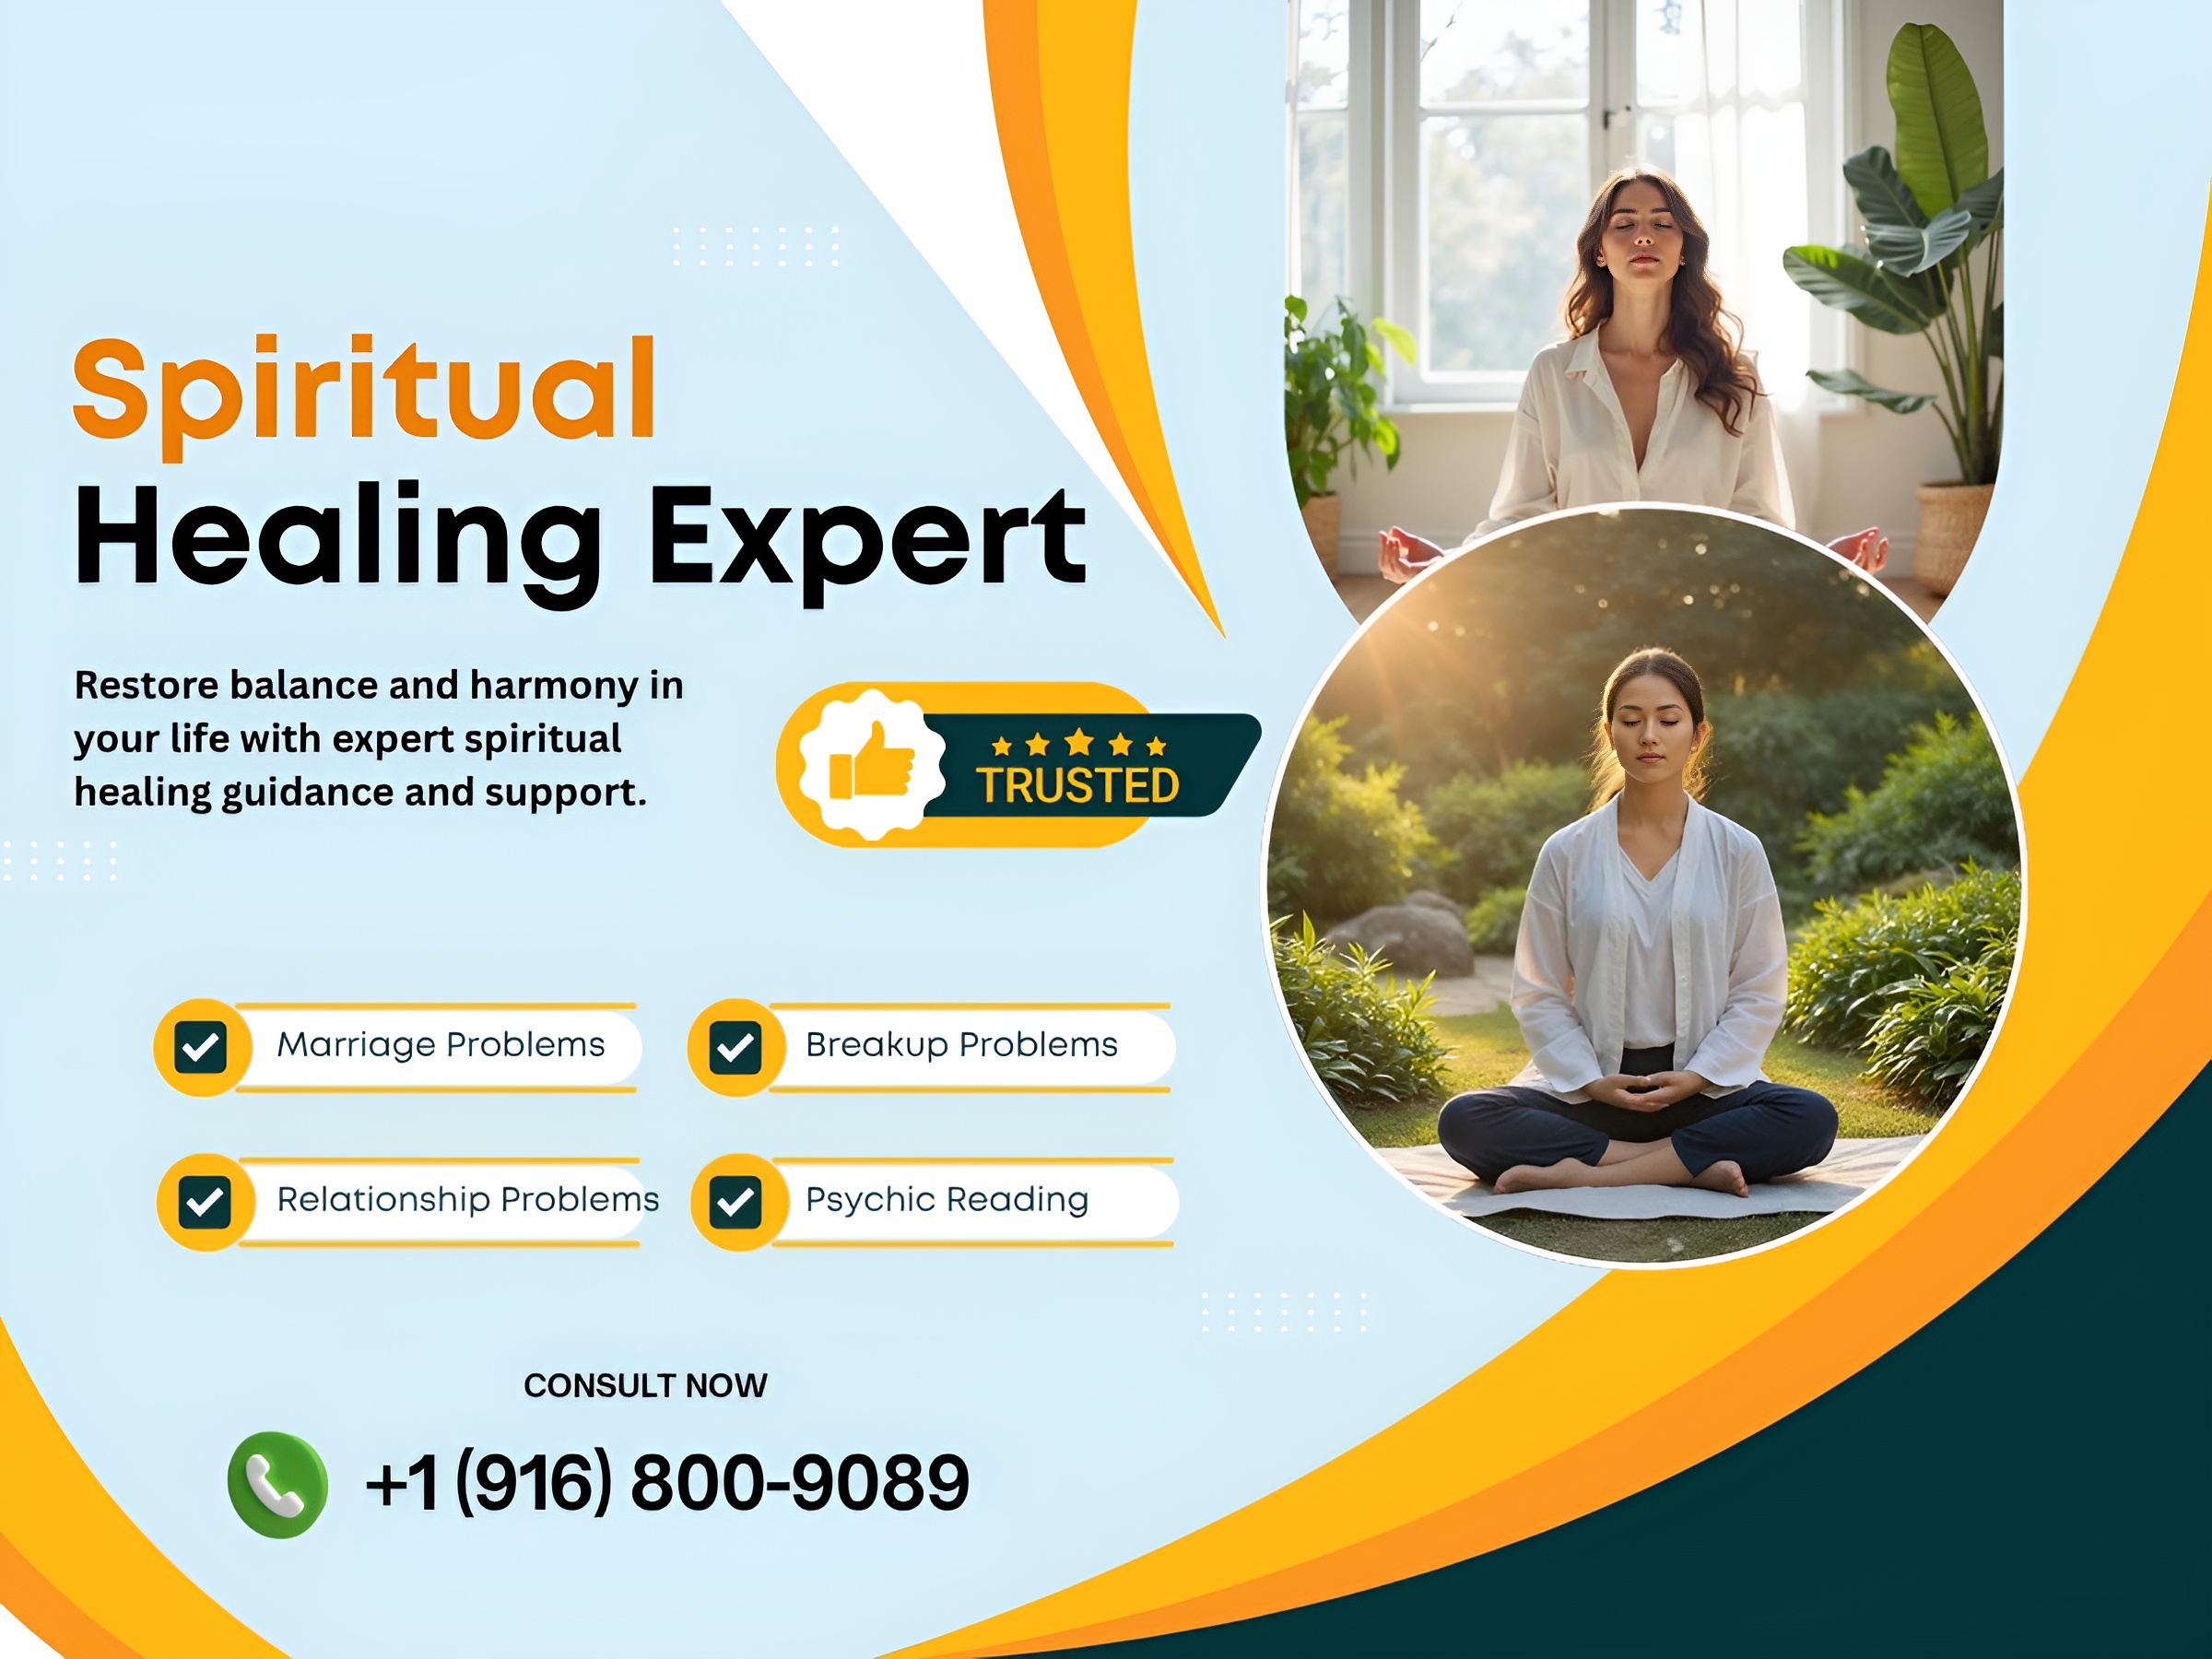 Spiritual
Healing Expert
Restore balance and harmony in
your life with expert spiritual
healing guidance and support.
TRUSTED
Marriage Problems
Breakup Problems
Relationship Problems
Psychic Reading
CONSULT NOW
+1 (916) 800-9089